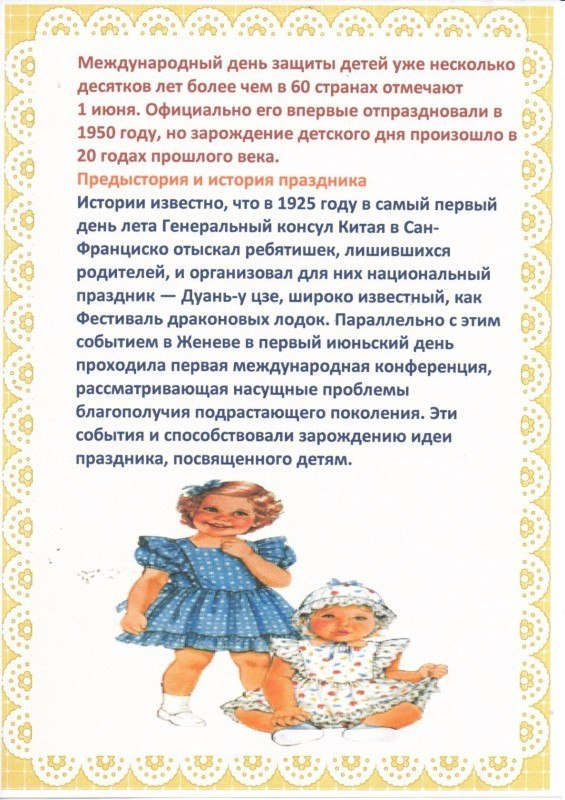 Международный день защиты детей уже несколько
десятков лет более чем в 60 странах отмечают
1 июня. Официально его впервые отпраздновали в
1950 году, но зарождение детского дня произошло в
20 годах прошлого века.
Предыстория и история праздника
Истории известно, что в 1925 году в самый первый
день лета Генеральный консул Китая в Сан-
Франциско отыскал ребятишек, лишившихся
родителей, и организовал для них национальный
праздник — Дуань-у цзе, широко известный, как
Фестиваль драконовых лодок. Параллельно с этим
событием в Женеве в первый июньский день
проходила первая международная конференция,
рассматривающая насущные проблемы
благополучия подрастающего поколения. Эти
события и способствовали зарождению идеи
праздника, посвященного детям.